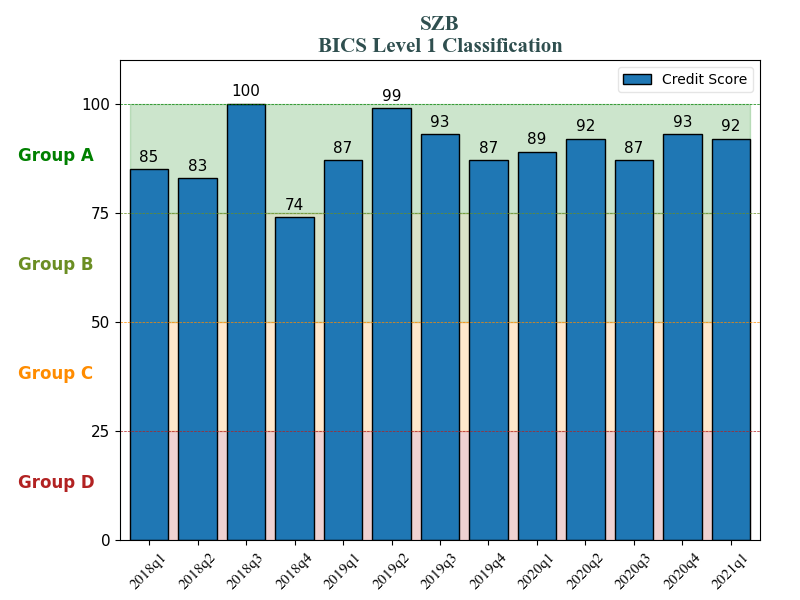 SZB
BICS Level 1 Classification
Credit Score
100
75
50
25
0
Group A
Group B
Group C
Group D
85
83
100
74
87
99
93
87
89
92
87
93
92
2018q1
2018q2
2018q3
2018q4
2019q1
2019q2
2019q3
2019q4
2020q1
2020q2
2020q3
2020q4
2021q1